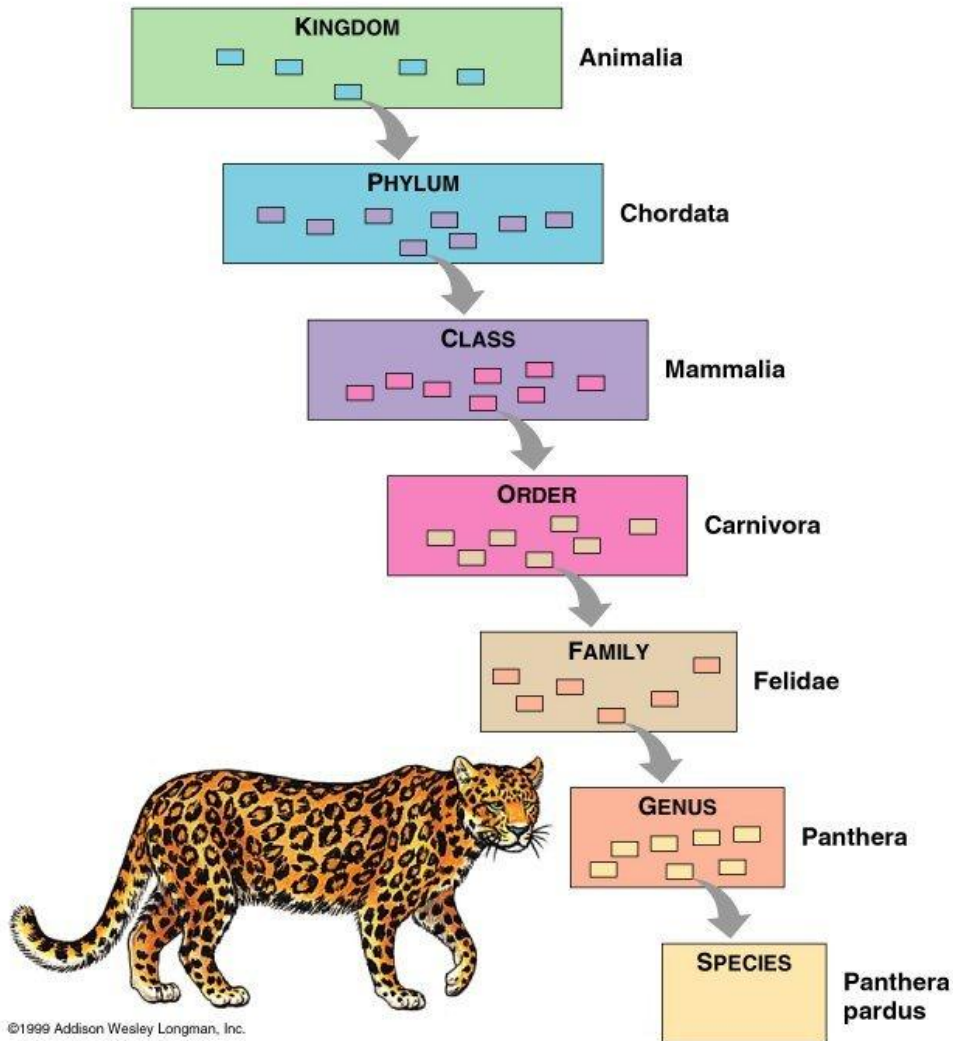 KINGDOM
Animalia
PHYLUM
Chordata
CLASS
Mammalia
ORDER
Carnivora
FAMILY
Felidae
GENUS
Panthera
SPECIES
Panthera
pardus
©1999 Addison Wesley Longman, Inc.